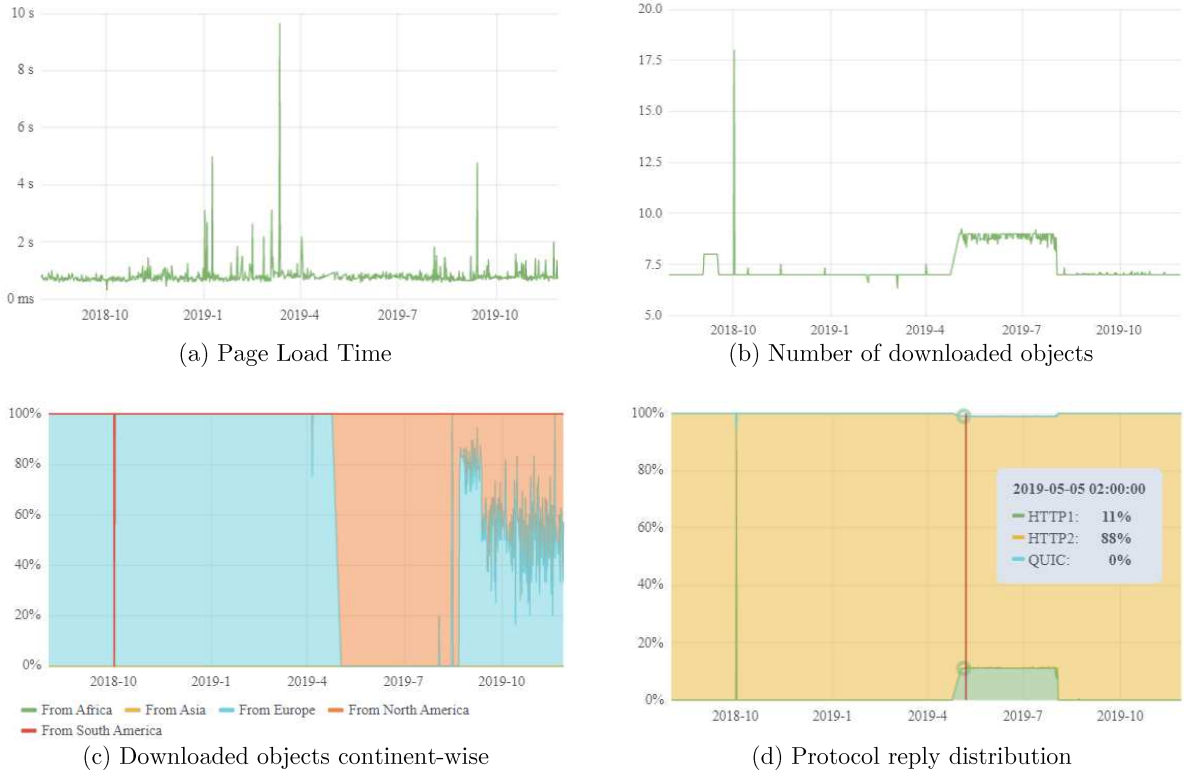 10 s
8 s
6 s
4 s
2 s
0 ms
2018-10 2019-1 2019-4 2019-7 2019-10
(a) Page Load Time
20.0
17.5
15.0
12.5
10.0
7.5
5.0
2018-10 2019-1 2019-4 2019-7 2019-10
(b) Number of downloaded objects
100%
80%
60%
40%
20%
0%
2018-10 2019-1 2019-4 2019-7 2019-10
From Africa From Asia From Europe From North America
From South America
(c) Downloaded objects continent-wise
100%
80%
60%
40%
20%
0%
2019-05-05 02:00:00
HTTP1: 11%
HTTP2: 88%
QUIC: 0%
2018-10 2019-1 2019-4 2019-7 2019-10
(d) Protocol reply distribution